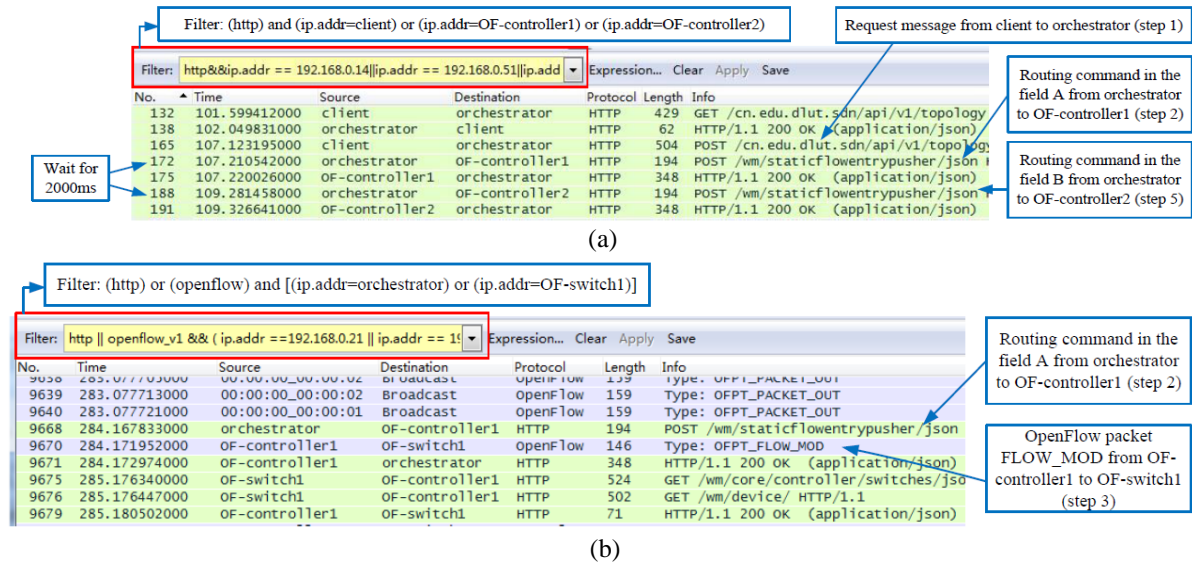 Filter: (http) and (ip.addr=client) or (ip.addr=OF-controller1) or (ip.addr=OF-controller2)
Request message from client to orchestrator (step 1)
Filter: http&&ip.addr == 192.168.0.14||ip.addr == 192.168.0.51||ip.add Expression... Clear Apply Save
No. Time Source Destination Protocol Length Info
132 101.599412000 client orchestrator HTTP 429 GET /cn.edu.dlut.sdn/api/v1/topology
138 102.049831000 orchestrator client HTTP 62 HTTP/1.1 200 OK (application/json)
165 107.123195000 client orchestrator HTTP 504 POST /cn.edu.dlut.sdn/api/v1/topology
172 107.210542000 orchestrator OF-controller1 HTTP 194 POST /wm/staticflowentrypusher/json
175 107.220026000 OF-controller1 orchestrator HTTP 348 HTTP/1.1 200 OK (application/json)
188 109.281458000 orchestrator OF-controller2 HTTP 194 POST /wm/staticflowentrypusher/json
191 109.326641000 OF-controller2 orchestrator HTTP 348 HTTP/1.1 200 OK (application/json)
Wait for
2000ms
Routing command in the
field A from orchestrator
to OF-controller1 (step 2)
Routing command in the
field B from orchestrator
to OF-controller2 (step 5)
(a)
Filter: (http) or (openflow) and [(ip.addr=orchestrator) or (ip.addr=OF-switch1)]
Filter: http || openflow_v1 && ( ip.addr ==192.168.0.21 || ip.addr == 19 Expression... Clear Apply Save
No. Time Source Destination Protocol Length Info
9638 283.077705000 00:00:00_00:00:02 Broadcast OpenFlow 159 Type: OFPT_PACKET_OUT
9639 283.077713000 00:00:00_00:00:02 Broadcast OpenFlow 159 Type: OFPT_PACKET_OUT
9640 283.077721000 00:00:00_00:00:01 Broadcast OpenFlow 159 Type: OFPT_PACKET_OUT
9668 284.167833000 orchestrator OF-controller1 HTTP 194 POST /wm/staticflowentrypusher/json
9670 284.171952000 OF-controller1 OF-switch1 OpenFlow 146 Type: OFPT_FLOW_MOD
9671 284.172974000 OF-controller1 orchestrator HTTP 348 HTTP/1.1 200 OK (application/json)
9675 285.176340000 OF-switch1 OF-controller1 HTTP 524 GET /wm/core/controller/switches/jso
9676 285.176447000 OF-switch1 OF-controller1 HTTP 502 GET /wm/device/ HTTP/1.1
9679 285.180502000 OF-controller1 OF-switch1 HTTP 71 HTTP/1.1 200 OK (application/json)
Routing command in the
field A from orchestrator
to OF-controller1 (step 2)
OpenFlow packet
FLOW_MOD from OF-
controller1 to OF-switch1
(step 3)
(b)